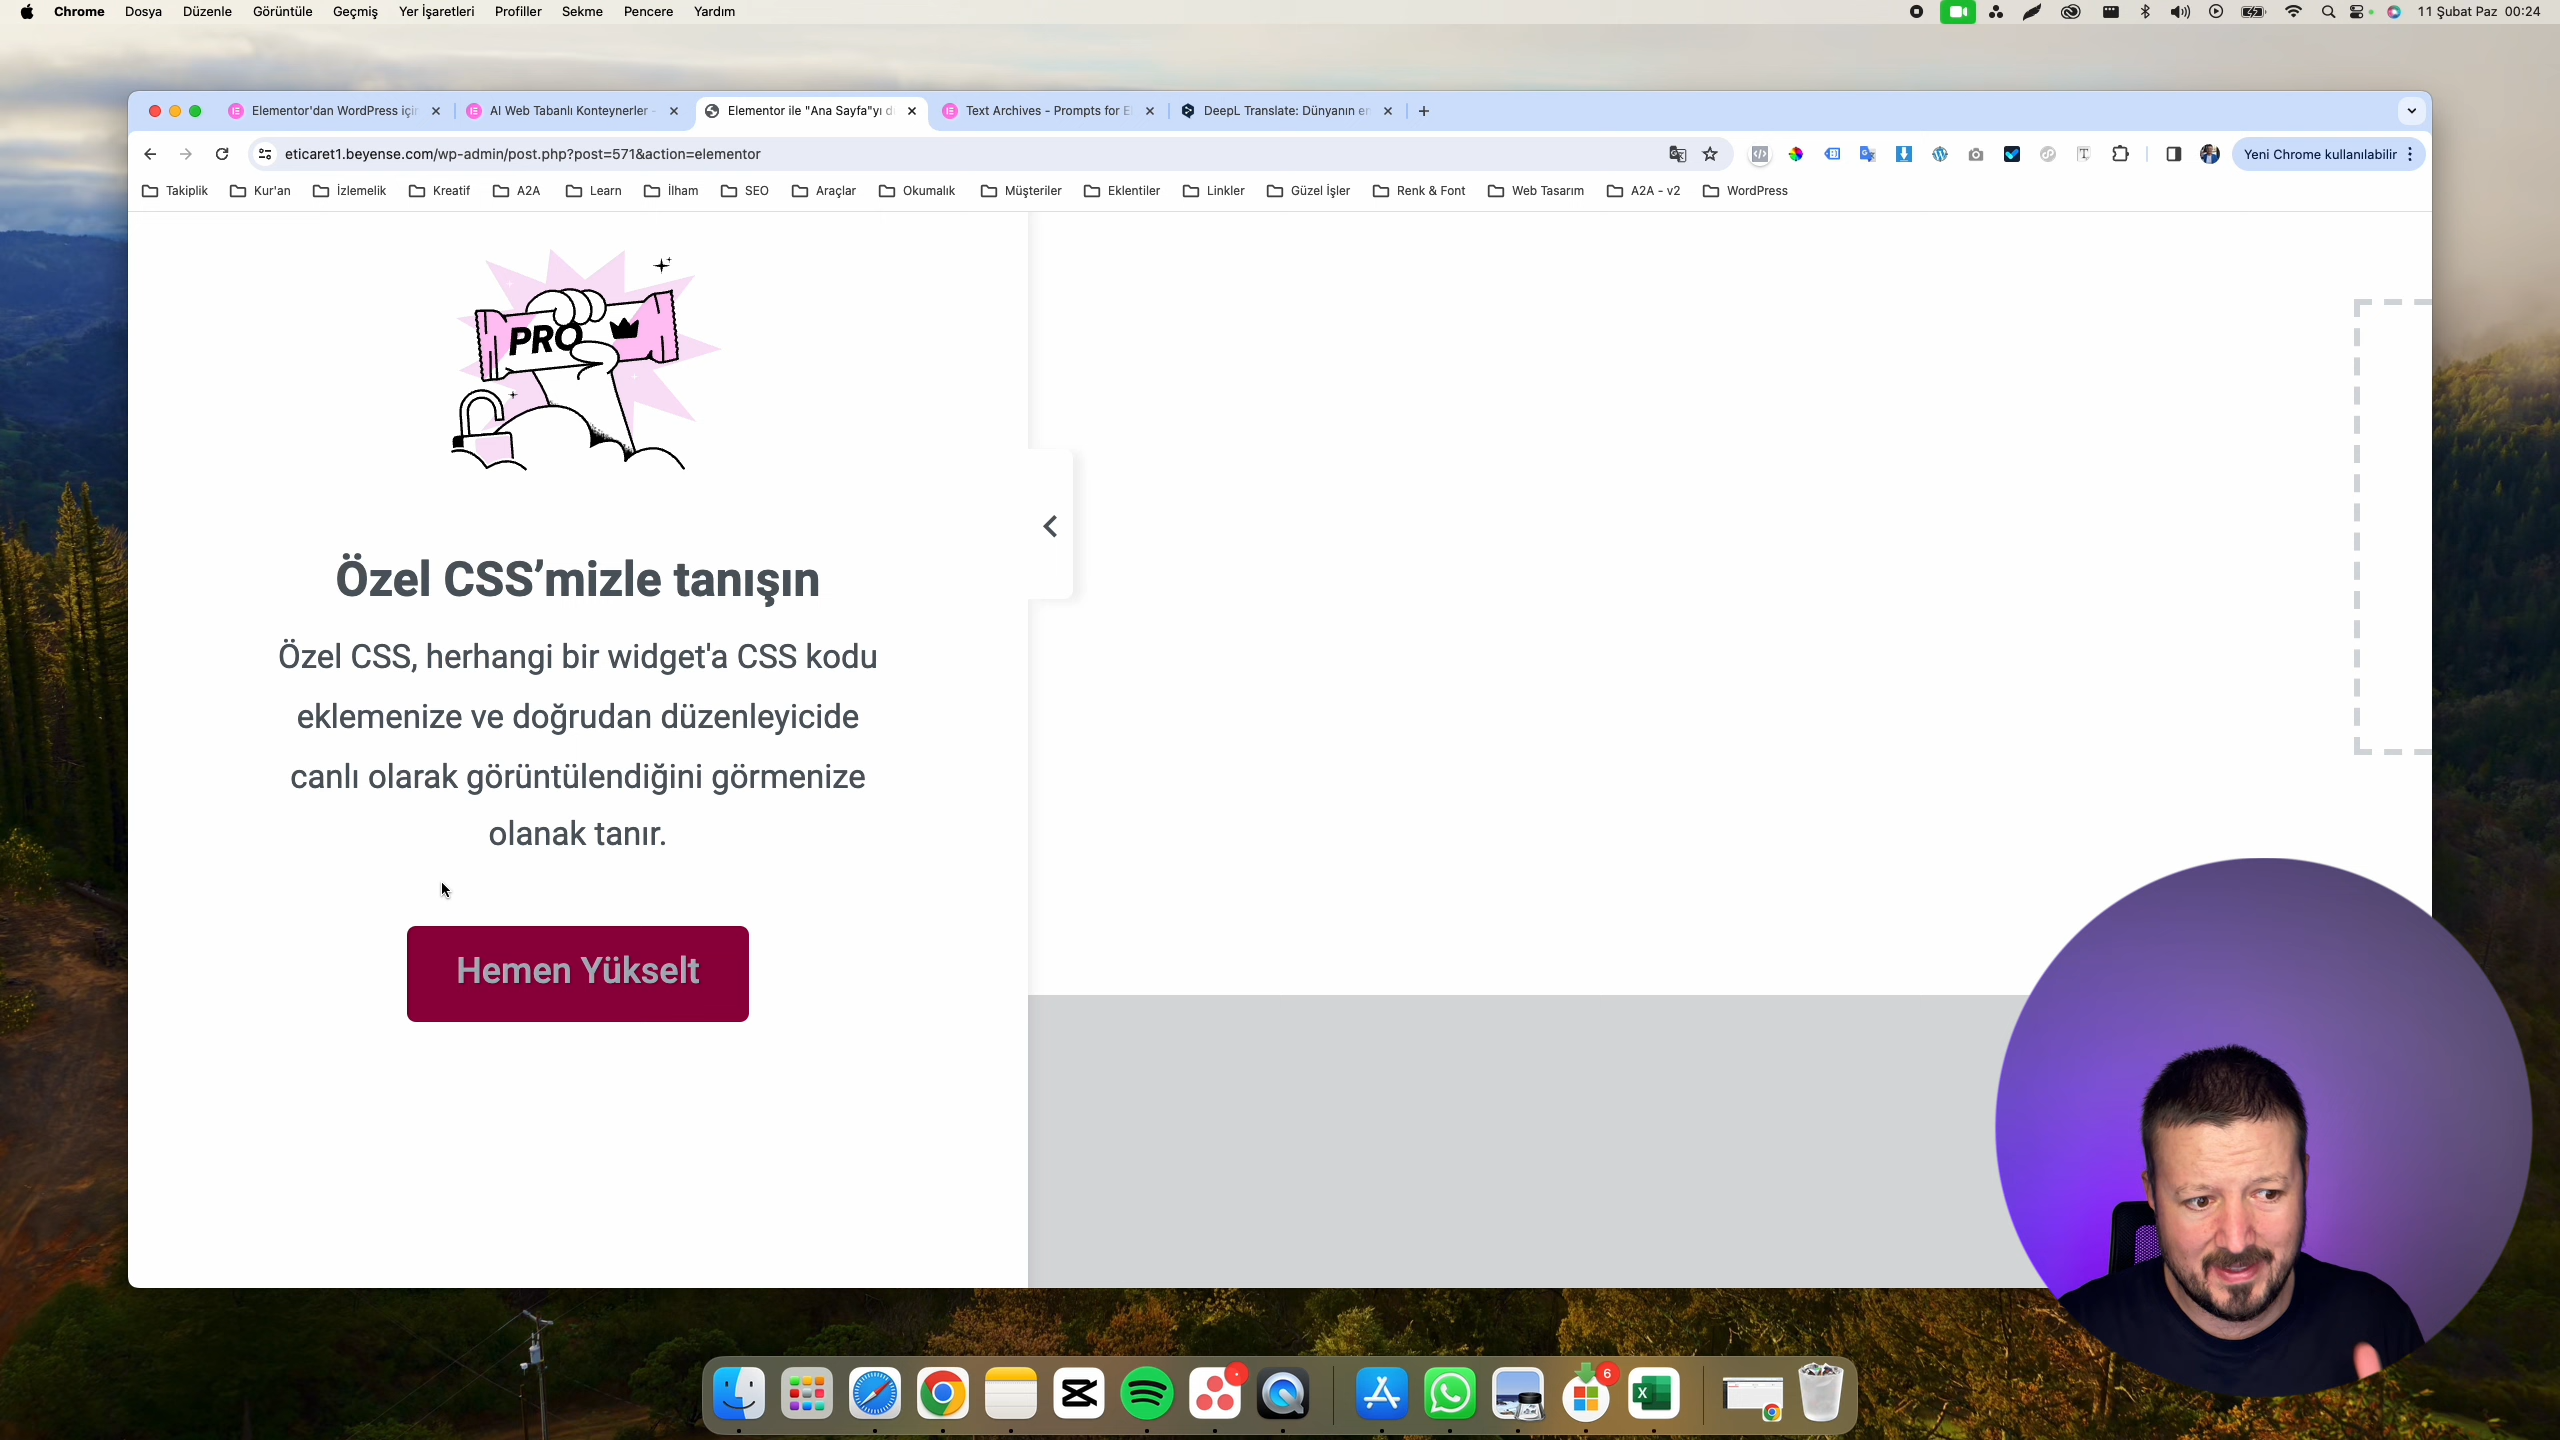 Chrome Dosya Düzenle Görüntüle Geçmiş Yer İşaretleri Profiller Sekme Pencere Yardım 11 Şubat Paz 00:24
Elementor'dan WordPress için AI Web Tabanlı Konteynerler - Elementor ile "Ana Sayfa"yı d Text Archives - Prompts for E DeepL Translate: Dünyanın en
eticaret1.beyense.com/wp-admin/post.php?post=571&action=elementor Yeni Chrome kullanılabilir
Takiplik Kur'an İzlemelik Kreatif A2A Learn İlham SEO Araçlar Okumalık Müşteriler Eklentiler Linkler Güzel İşler Renk & Font Web Tasarım A2A - v2 WordPress
PRO
Özel CSS’mizle tanışın
Özel CSS, herhangi bir widget'a CSS kodu
eklemenize ve doğrudan düzenleyicide
canlı olarak görüntülendiğini görmenize
olanak tanır.
Hemen Yükselt
6